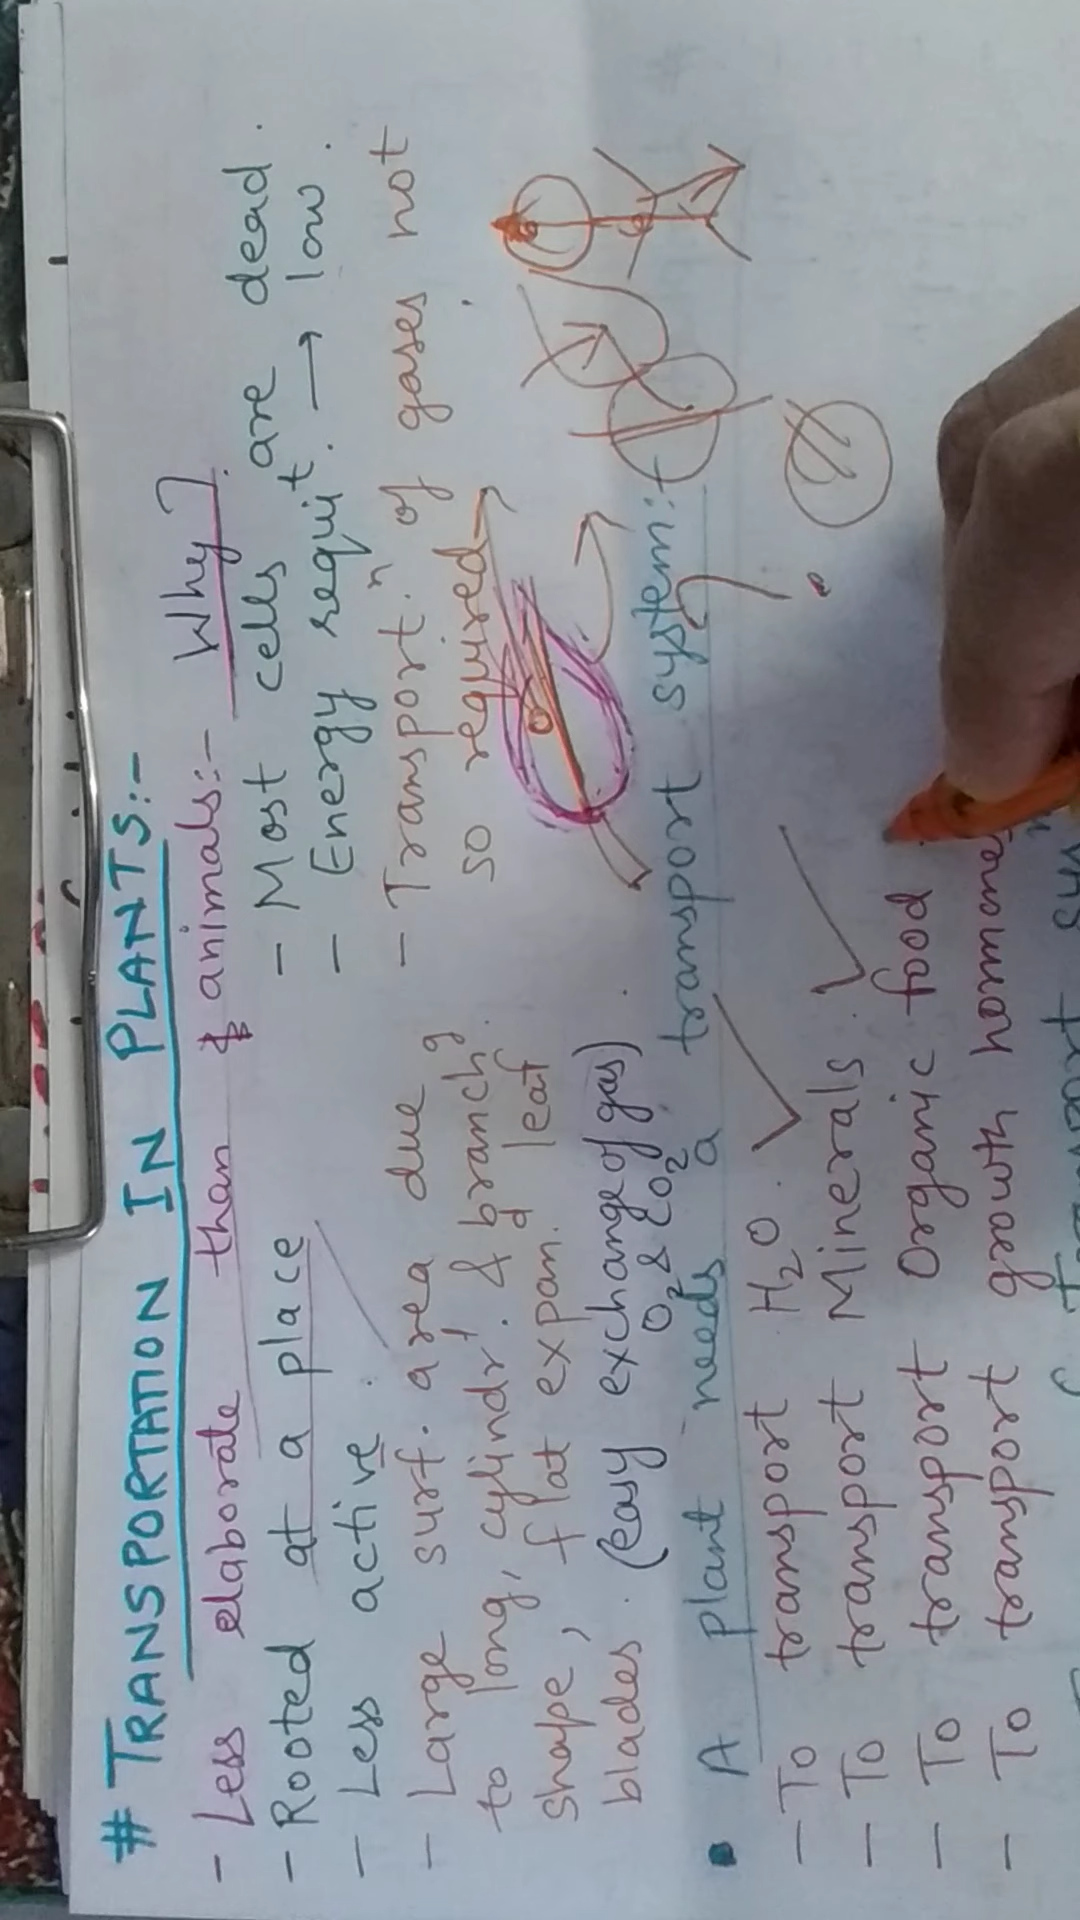 # TRANSPORTATION IN PLANTS:-
- Less elaborate than animals:- Why?
- Rooted at a place
- Less active.
- Large surf. area due
to long, cylindr'. & branch^g.
shape, flat expan^d. leaf
blades. (easy exchange of gas)
O2 & CO2
- Most cells are dead.
- Energy requi^t. → low.
- Transport^n. of gases not
so required.
• A plant needs a transport system:-
- To transport H2O.
- To transport Minerals.
- To transport Organic food.
- To transport growth